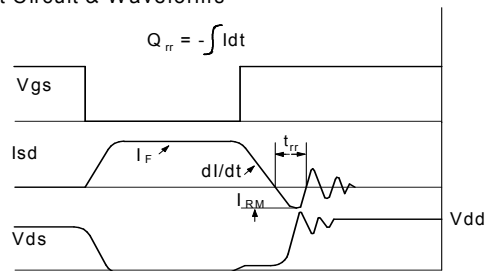 t Circuit & Waveforms
Q rr = - ∫ Idt
Vgs
Isd
I F
dI/dt
t rr
I RM
Vdd
Vds